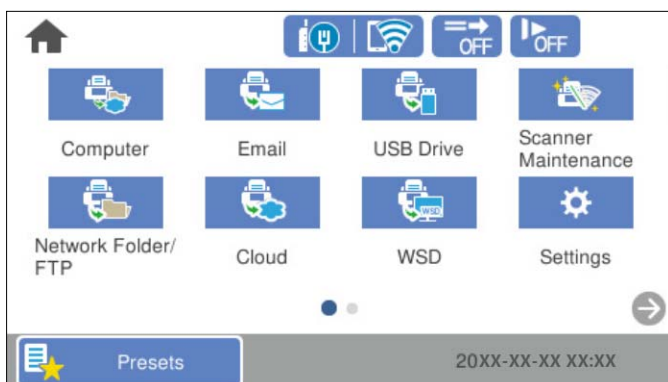 OFF
OFF
Computer
Email
USB Drive
Scanner
Maintenance
WSD
Network Folder/
FTP
Cloud
WSD
Settings
Presets
20XX-XX-XX XX:XX